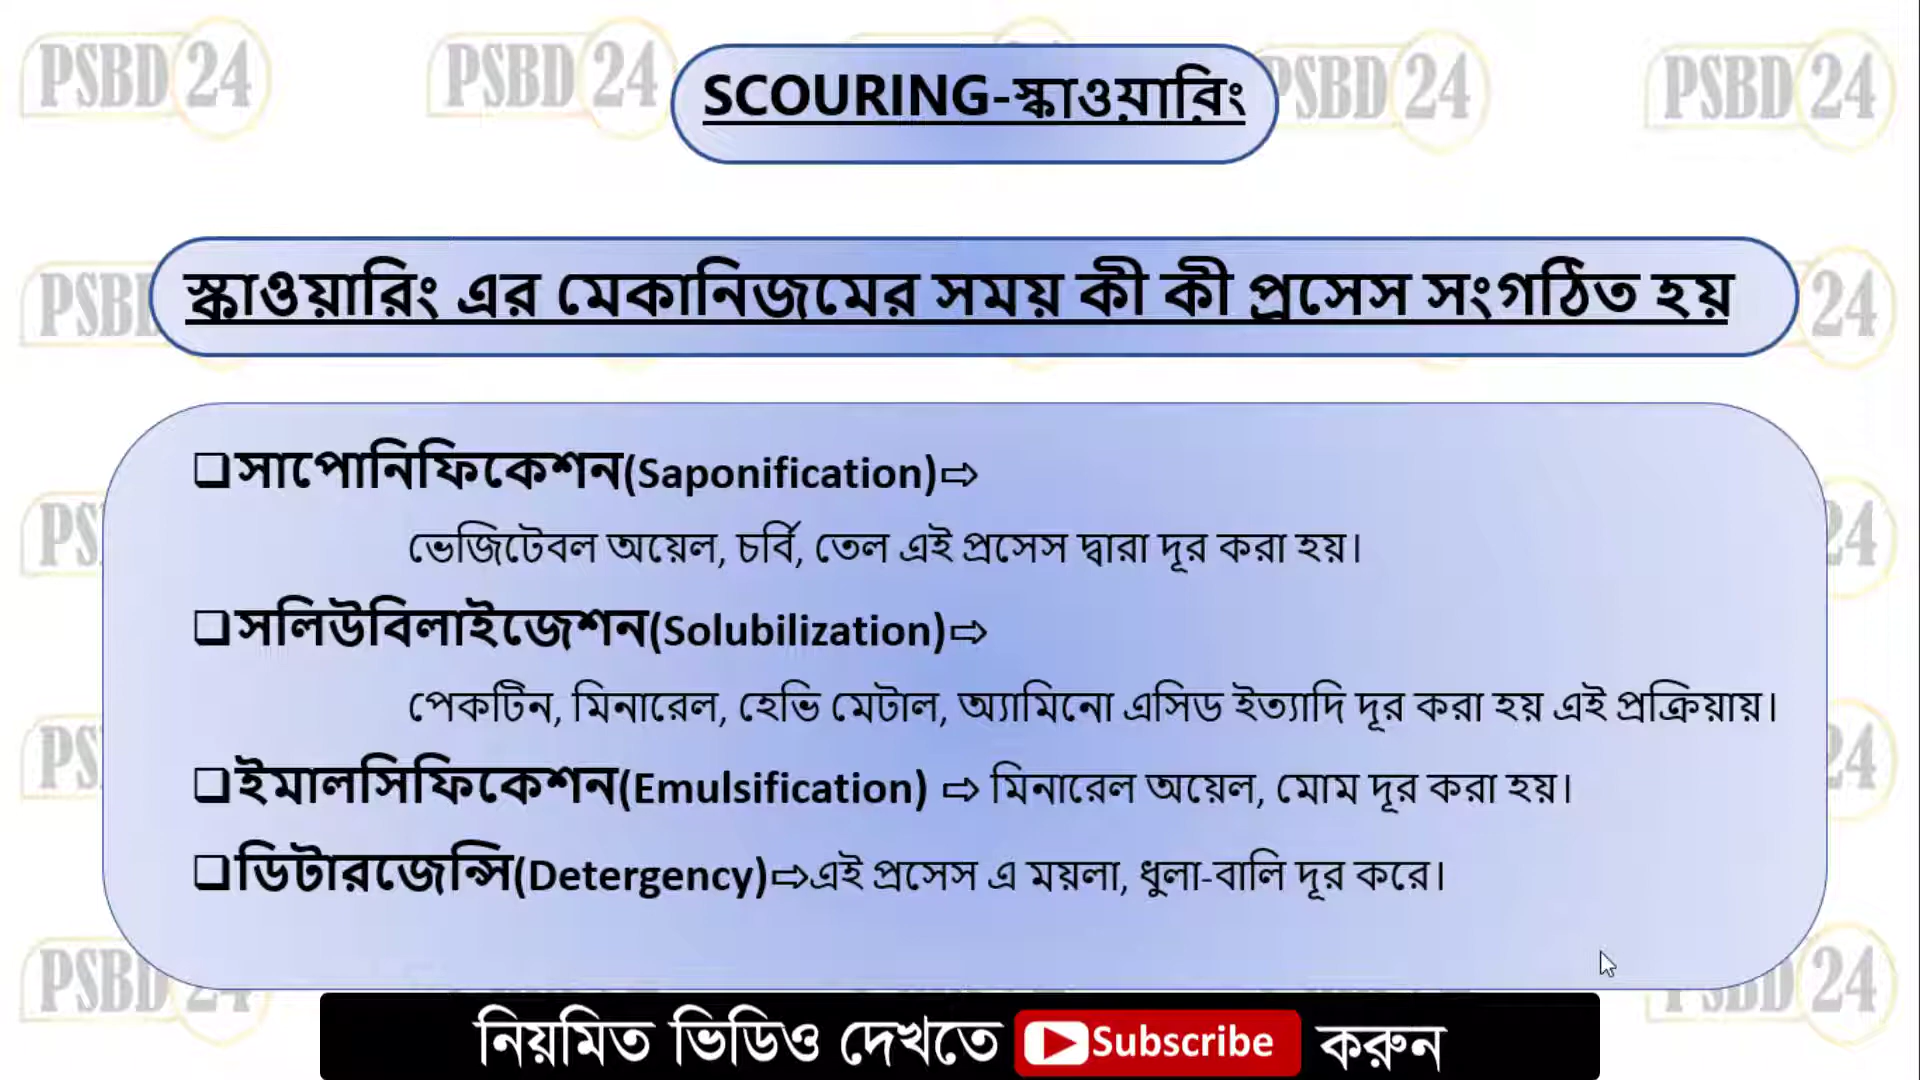 SCOURING-স্কাওয়ারিং
স্কাওয়ারিং এর মেকানিজমের সময় কী কী প্রসেস সংগঠিত হয়
❑সাপোনিফিকেশন(Saponification)⇨
ভেজিটেবল অয়েল, চর্বি, তেল এই প্রসেস দ্বারা দূর করা হয়।
❑সলিউবিলাইজেশন(Solubilization)⇨
পেকটিন, মিনারেল, হেভি মেটাল, অ্যামিনো এসিড ইত্যাদি দূর করা হয় এই প্রক্রিয়ায়।
❑ইমালসিফিকেশন(Emulsification) ⇨ মিনারেল অয়েল, মোম দূর করা হয়।
❑ডিটারজেন্সি(Detergency)⇨এই প্রসেস এ ময়লা, ধুলা-বালি দূর করে।
নিয়মিত ভিডিও দেখতে Subscribe করুন
PSBD 24